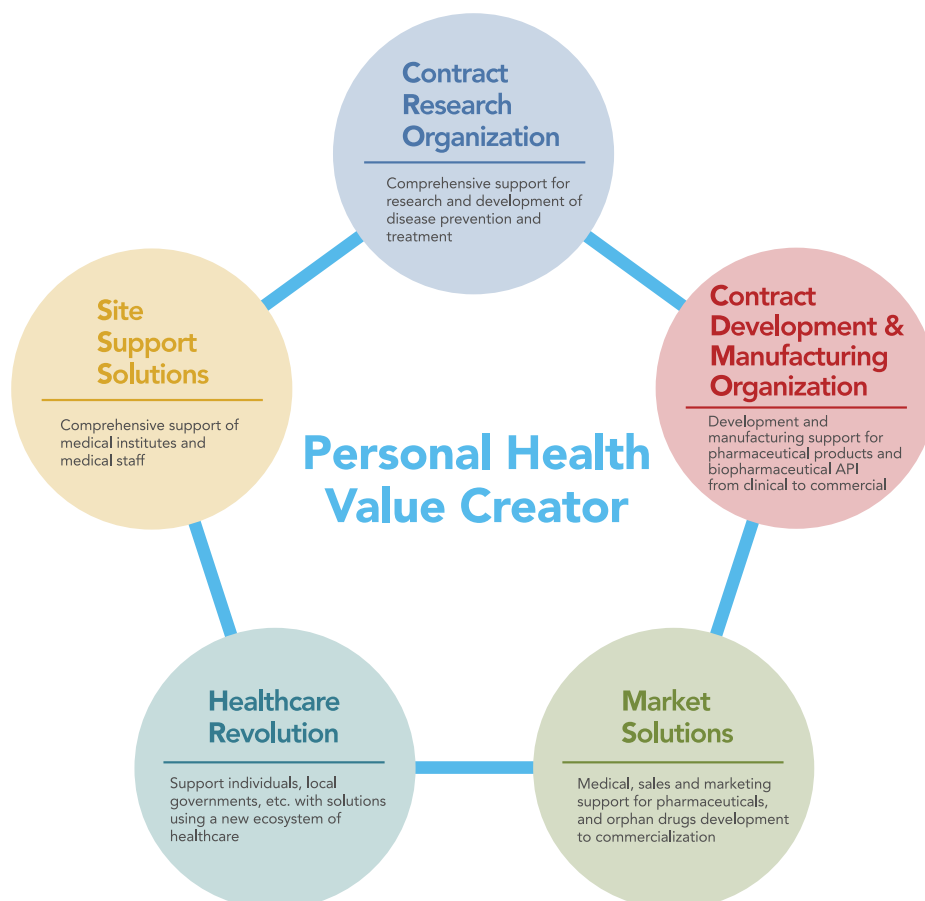 Contract
Research
Organization
Comprehensive support for
research and development of
disease prevention and
treatment
Site
Support
Solutions
Comprehensive support of
medical institutes and
medical staff
Contract
Development &
Manufacturing
Organization
Development and
manufacturing support for
pharmaceutical products and
biopharmaceutical API
from clinical to commercial
Personal Health
Value Creator
Healthcare
Revolution
Support individuals, local
governments, etc. with solutions
using a new ecosystem of
healthcare
Market
Solutions
Medical, sales and marketing
support for pharmaceuticals,
and orphan drugs development
to commercialization